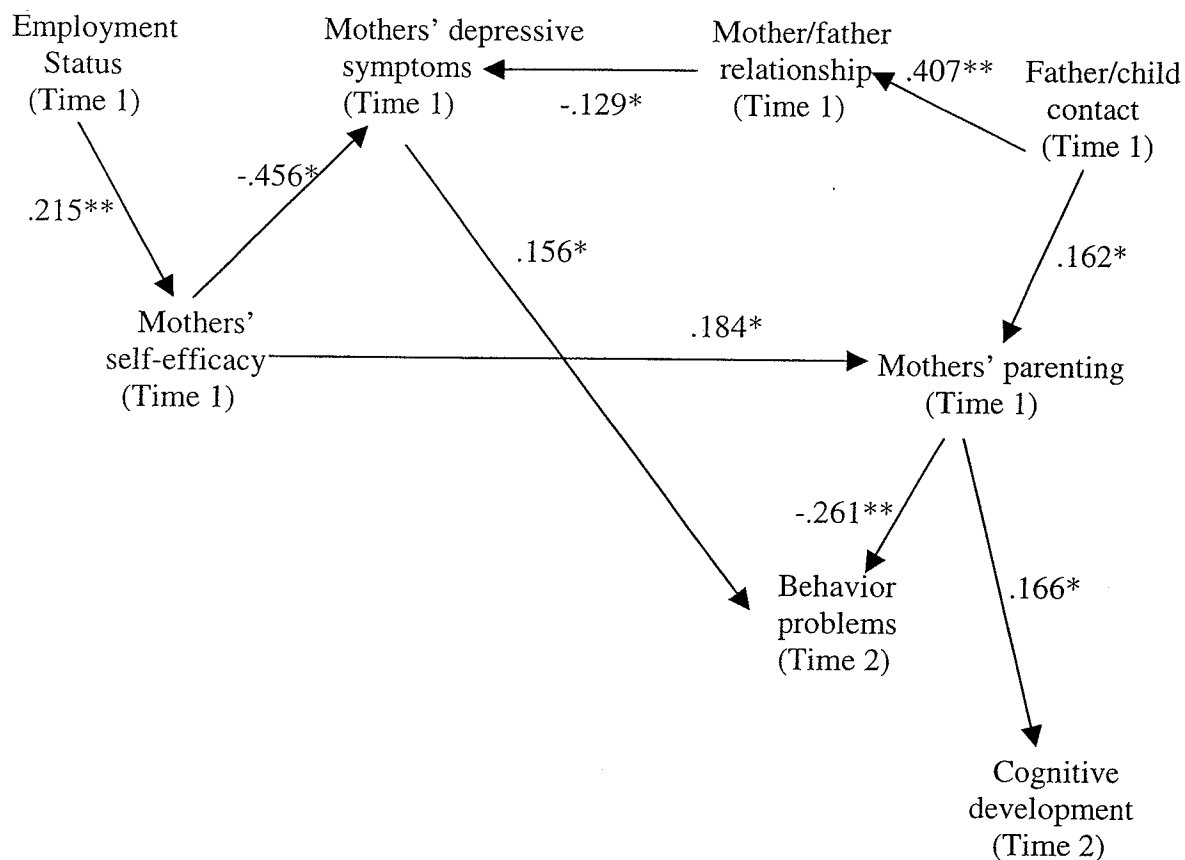 Employment
Status
(Time 1)
Mothers' depressive
symptoms
(Time 1)
Mother/father
relationship
(Time 1)
Father/child
contact
(Time 1)
.407**
-.129*
-.456*
.215**
.156*
.162*
Mothers'
self-efficacy
(Time 1)
.184*
Mothers' parenting
(Time 1)
-.261**
.166*
Behavior
problems
(Time 2)
Cognitive
development
(Time 2)